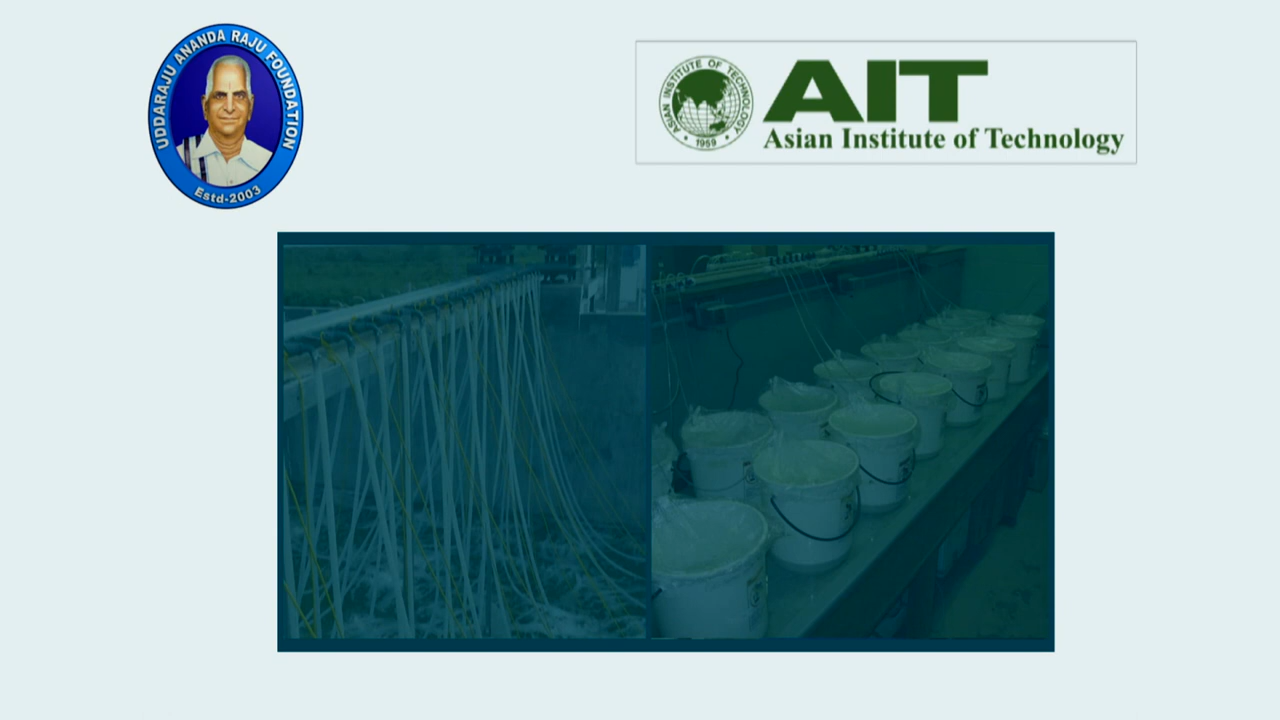 UDDARAJU ANANDA RAJU FOUNDATION
Estd-2003
ASIAN INSTITUTE OF TECHNOLOGY
1959
AIT
Asian Institute of Technology